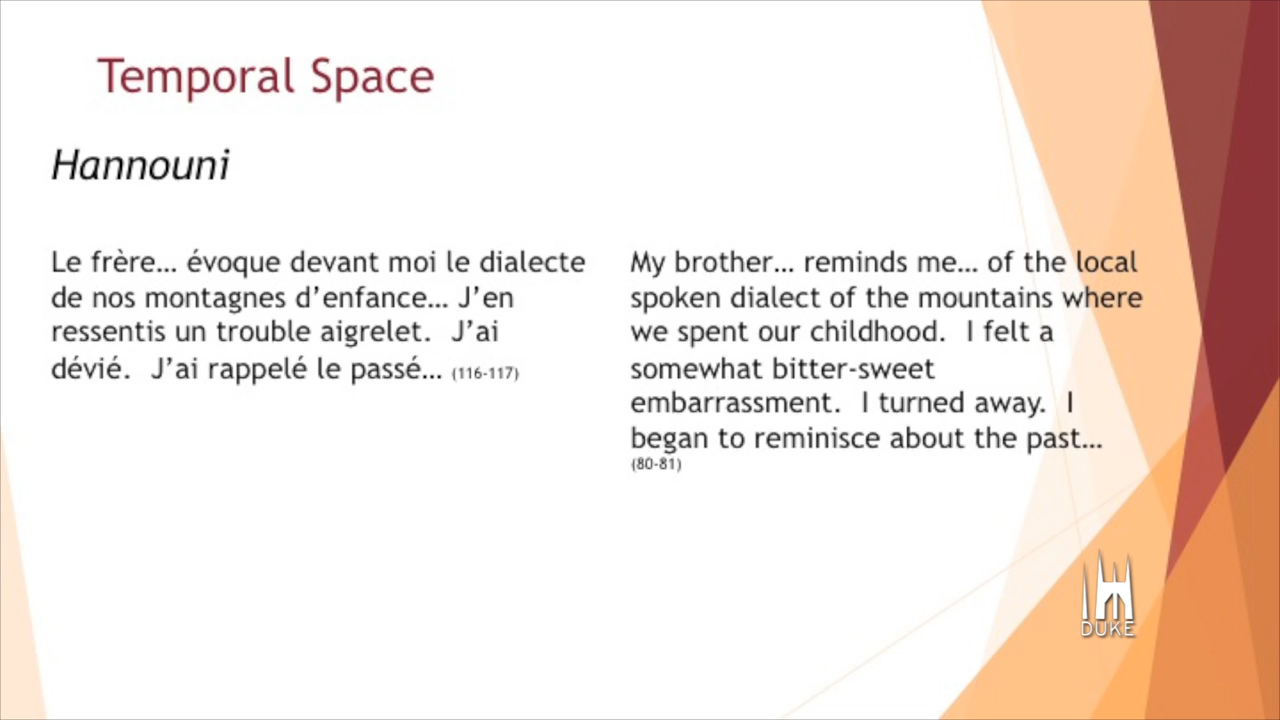 Temporal Space
Hannouni
Le frère… évoque devant moi le dialecte
de nos montagnes d’enfance… J’en
ressentis un trouble aigrelet.  J’ai
dévié.  J’ai rappelé le passé… (116-117)
My brother… reminds me… of the local
spoken dialect of the mountains where
we spent our childhood.  I felt a
somewhat bitter-sweet
embarrassment.  I turned away.  I
began to reminisce about the past…
(80-81)
DUKE